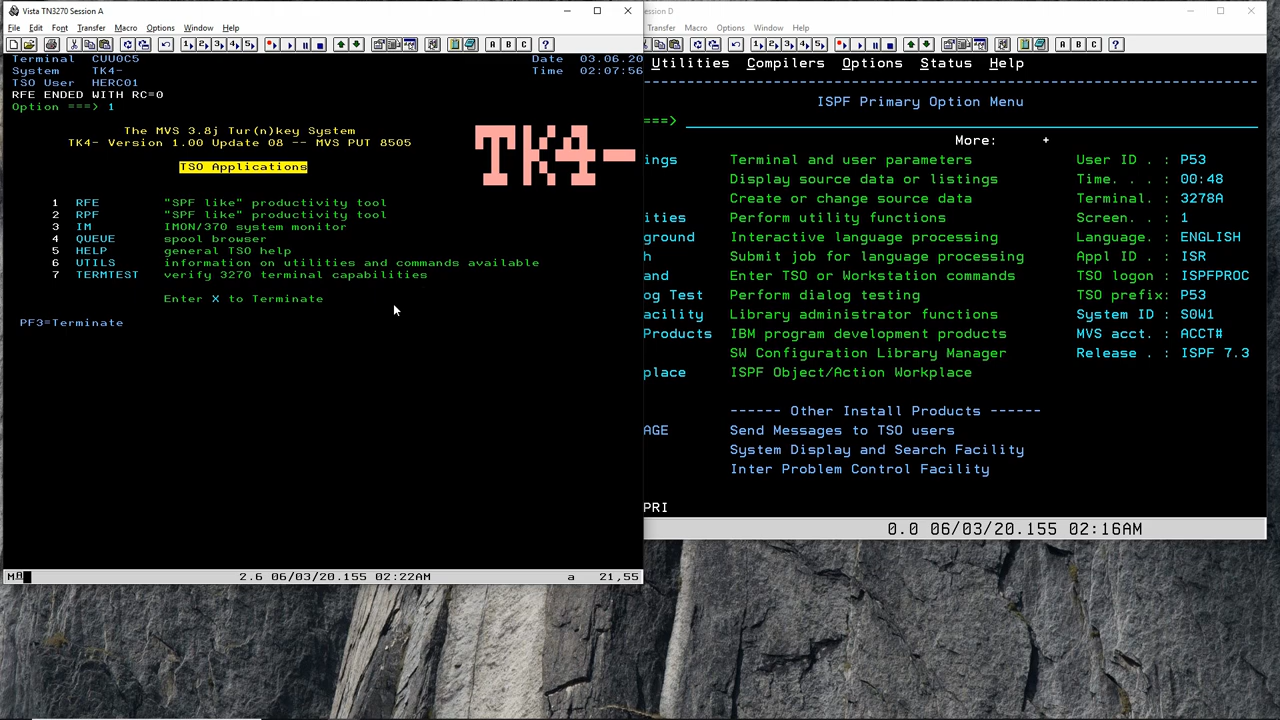 Vista TN3270 Session A
File Edit Font Transfer Macro Options Window Help
A B C ?
Terminal CUU0C5 Date 03.06.20
System TK4- Time 02:07:56
TSO User HERC01
RFE ENDED WITH RC=0
Option ===> 1
The MVS 3.8j Tur(n)key System
TK4- Version 1.00 Update 08 -- MVS PUT 8505
TK4-
TSO Applications
1 RFE "SPF like" productivity tool
2 RPF "SPF like" productivity tool
3 IM IMON/370 system monitor
4 QUEUE spool browser
5 HELP general TSO help
6 UTILS information on utilities and commands available
7 TERMTEST verify 3270 terminal capabilities
Enter X to Terminate
PF3=Terminate
2.6 06/03/20.155 02:22AM a 21,55
ession D
Transfer Macro Options Window Help
A B C ?
Utilities Compilers Options Status Help
ISPF Primary Option Menu
===>
More: +
ings Terminal and user parameters User ID . : P53
Display source data or listings Time. . . : 00:48
Create or change source data Terminal. : 3278A
ities Perform utility functions Screen. . : 1
ground Interactive language processing Language. : ENGLISH
h Submit job for language processing Appl ID . : ISR
and Enter TSO or Workstation commands TSO logon : ISPFPROC
og Test Perform dialog testing TSO prefix: P53
acility Library administrator functions System ID : S0W1
Products IBM program development products MVS acct. : ACCT#
SW Configuration Library Manager Release . : ISPF 7.3
place ISPF Object/Action Workplace
------ Other Install Products ------
AGE Send Messages to TSO users
System Display and Search Facility
Inter Problem Control Facility
PRI
0.0 06/03/20.155 02:16AM